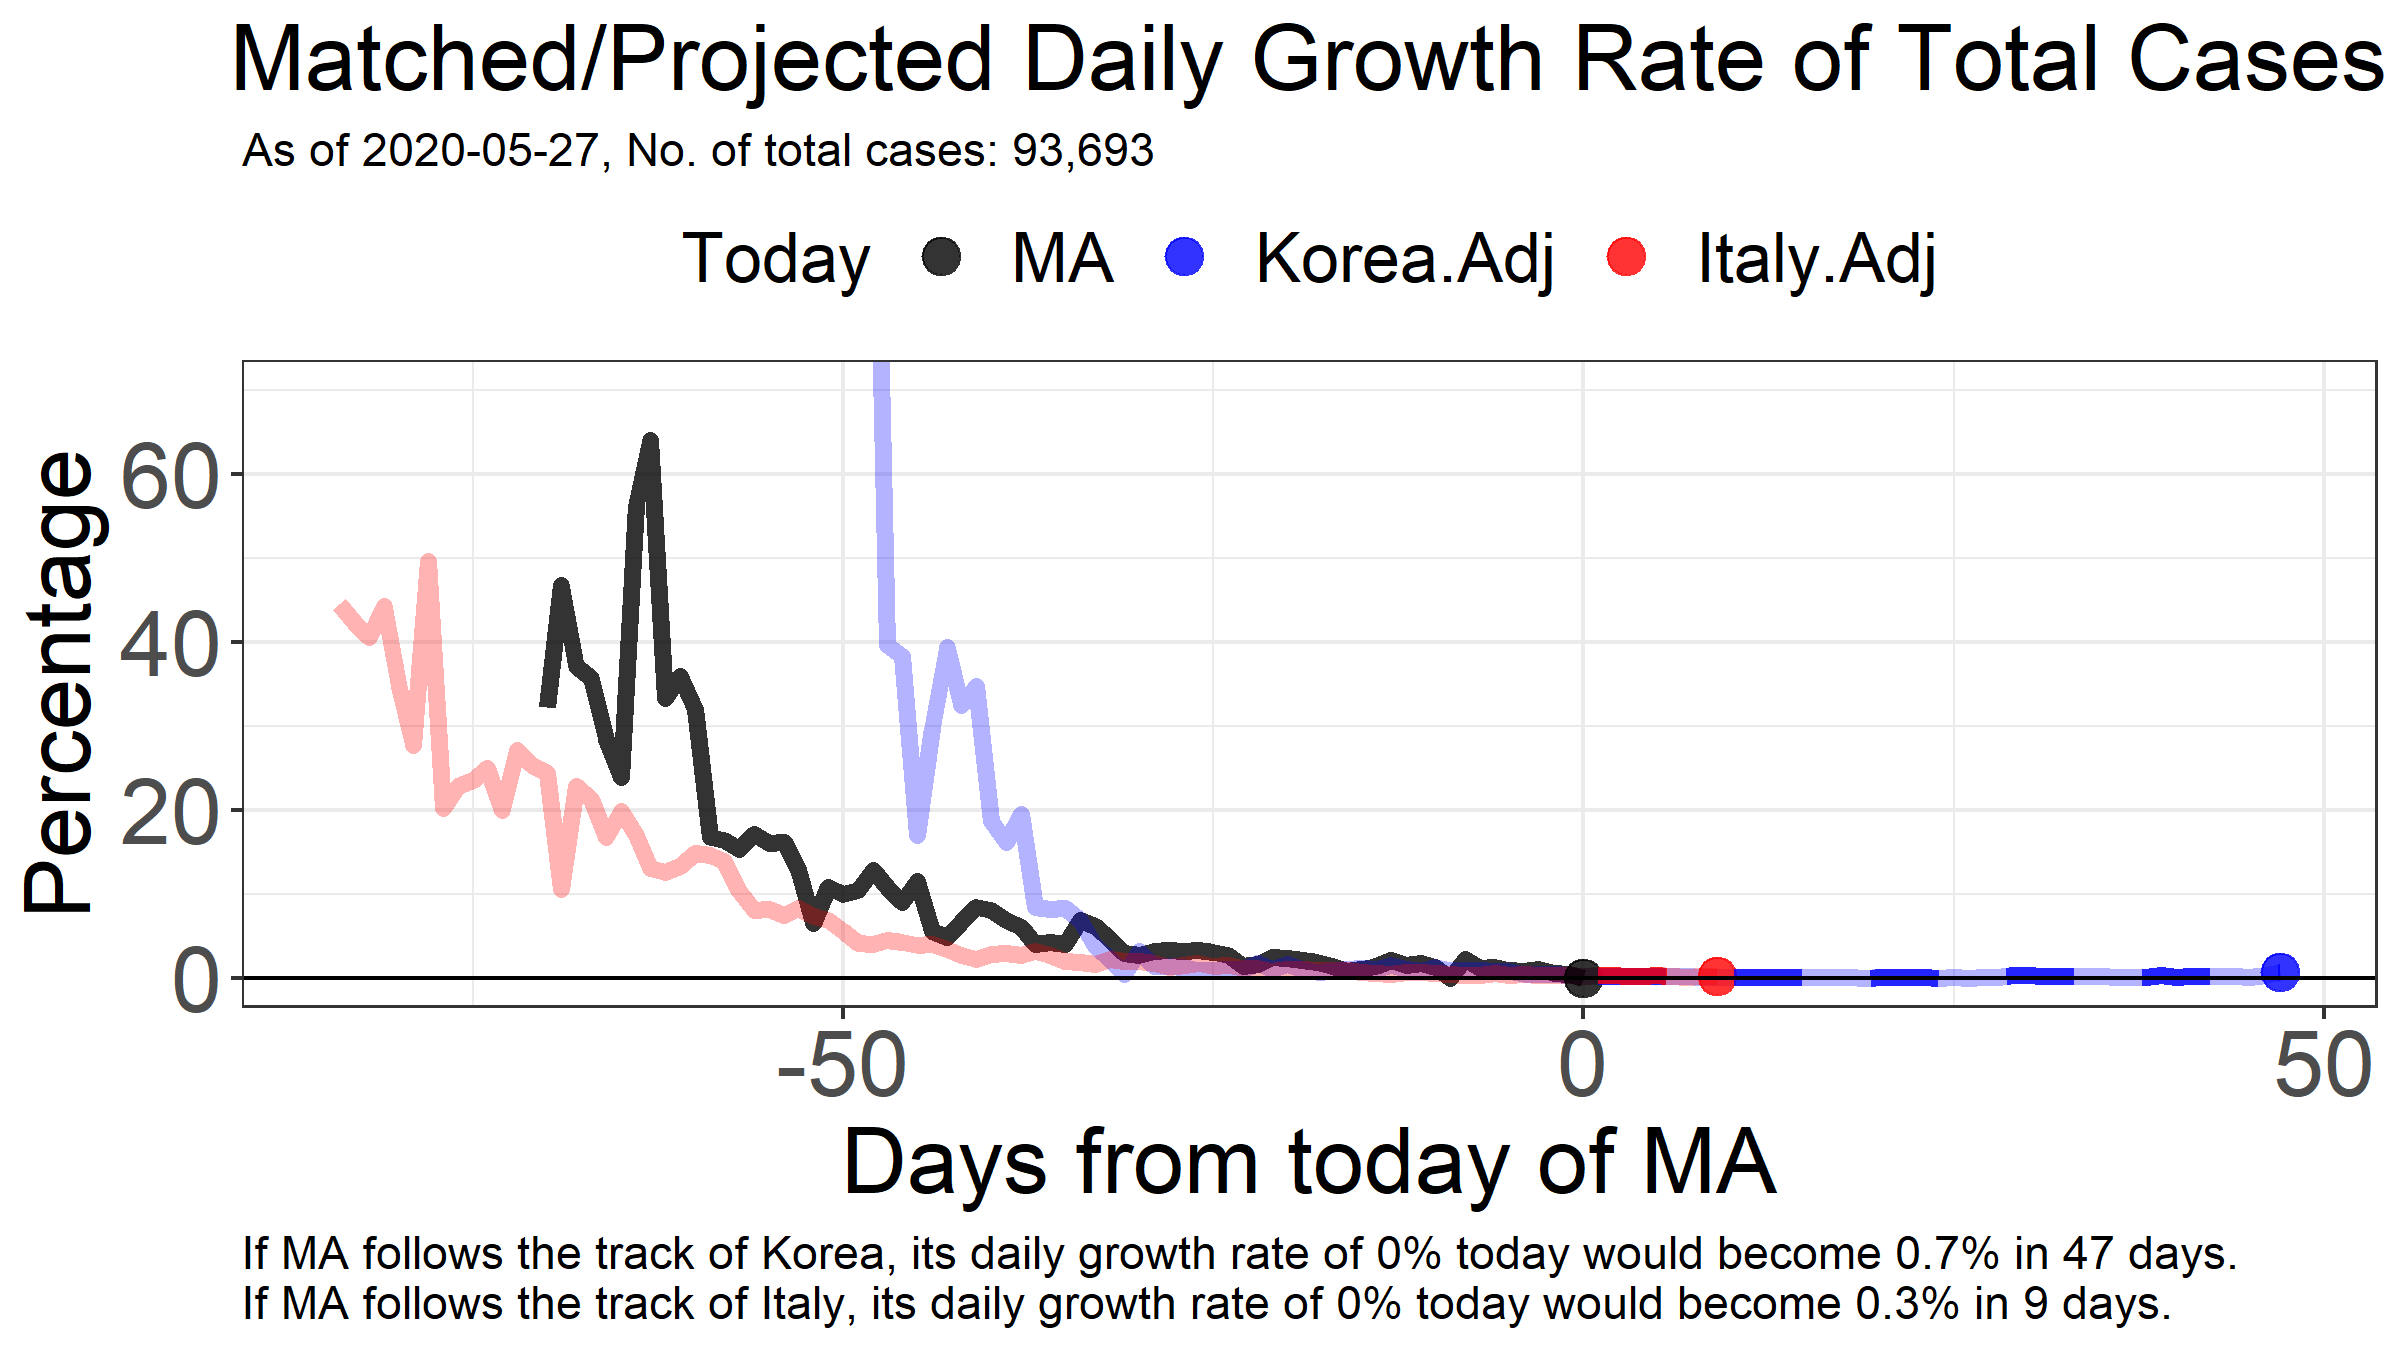 Matched/Projected Daily Growth Rate of Total Cases
As of 2020-05-27, No. of total cases: 93,693
Today MA Korea.Adj Italy.Adj
Percentage
60
40
20
0
-50 0 50
Days from today of MA
If MA follows the track of Korea, its daily growth rate of 0% today would become 0.7% in 47 days.
If MA follows the track of Italy, its daily growth rate of 0% today would become 0.3% in 9 days.